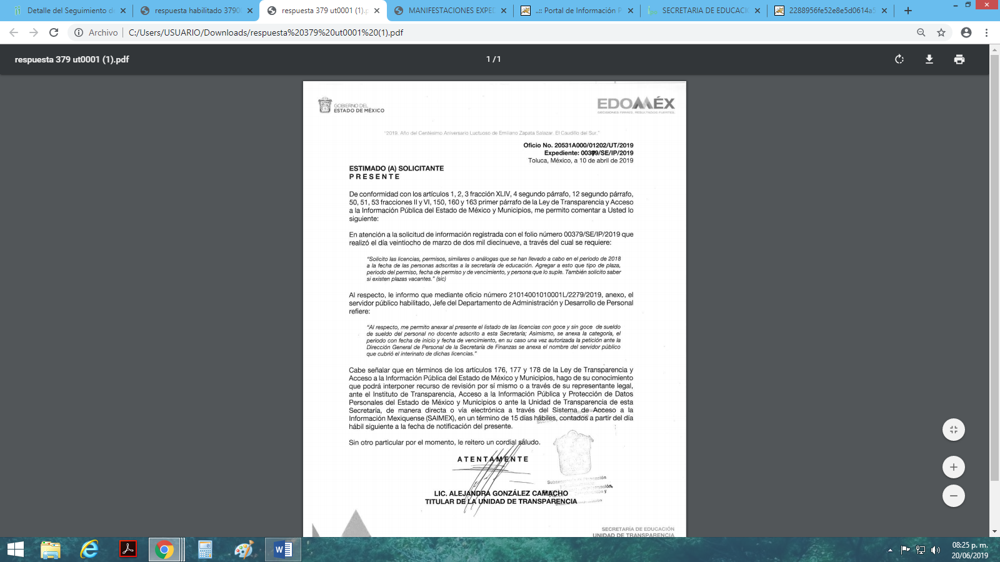 Detalle del Seguimiento d
respuesta habilitado 3790
respuesta 379 ut0001 (1).p
MANIFESTACIONES EXPED
..:: Portal de Información P
SECRETARIA DE EDUCACIO
2288956fe52e8e5d0614a5
Archivo | C:/Users/USUARIO/Downloads/respuesta%20379%20ut0001%20(1).pdf
respuesta 379 ut0001 (1).pdf
1 / 1
GOBIERNO DEL
ESTADO DE MÉXICO
EDOMÉX
DECISIONES FIRMES, RESULTADOS FUERTES.
"2019. Año del Centésimo Aniversario Luctuoso de Emiliano Zapata Salazar. El Caudillo del Sur."
Oficio No. 20531A000/01202/UT/2019
Expediente: 00379/SE/IP/2019
Toluca, México, a 10 de abril de 2019
ESTIMADO (A) SOLICITANTE
P R E S E N T E
De conformidad con los artículos 1, 2, 3 fracción XLIV, 4 segundo párrafo, 12 segundo párrafo,
50, 51, 53 fracciones II y VI, 150, 160 y 163 primer párrafo de la Ley de Transparencia y Acceso
a la Información Pública del Estado de México y Municipios, me permito comentar a Usted lo
siguiente:
En atención a la solicitud de información registrada con el folio número 00379/SE/IP/2019 que
realizó el día veintiocho de marzo de dos mil diecinueve, a través del cual se requiere:
"Solicito las licencias, permisos, similares o análogas que se han llevado a cabo en el periodo de 2018
a la fecha de las personas adscritas a la secretaría de educación. Agregar a esto que tipo de plaza,
periodo del permiso, fecha de permiso y de vencimiento, y persona que lo suple. También solicito saber
si existen plazas vacantes." (sic)
Al respecto, le informo que mediante oficio número 21014001010001L/2279/2019, anexo, el
servidor público habilitado, Jefe del Departamento de Administración y Desarrollo de Personal
refiere:
"Al respecto, me permito anexar al presente el listado de las licencias con goce y sin goce de sueldo
de sueldo del personal no docente adscrito a esta Secretaría; Asimismo, se anexa la categoría, el
periodo con fecha de inicio y fecha de vencimiento, en su caso una vez autorizada la petición ante la
Dirección General de Personal de la Secretaría de Finanzas se anexa el nombre del servidor público
que cubrió el interinato de dichas licencias."
Cabe señalar que en términos de los artículos 176, 177 y 178 de la Ley de Transparencia y
Acceso a la Información Pública del Estado de México y Municipios, hago de su conocimiento
que podrá interponer recurso de revisión por sí mismo o a través de su representante legal,
ante el Instituto de Transparencia, Acceso a la Información Pública y Protección de Datos
Personales del Estado de México y Municipios o ante la Unidad de Transparencia de esta
Secretaría, de manera directa o vía electrónica a través del Sistema de Acceso a la
Información Mexiquense (SAIMEX), en un término de 15 días hábiles, contados a partir del día
hábil siguiente a la fecha de notificación del presente.
Sin otro particular por el momento, le reitero un cordial saludo.
A T E N T A M E N T E
LIC. ALEJANDRA GONZÁLEZ CAMACHO
TITULAR DE LA UNIDAD DE TRANSPARENCIA
SECRETARÍA DE EDUCACIÓN
UNIDAD DE TRANSPARENCIA
08:25 p. m.
20/06/2019